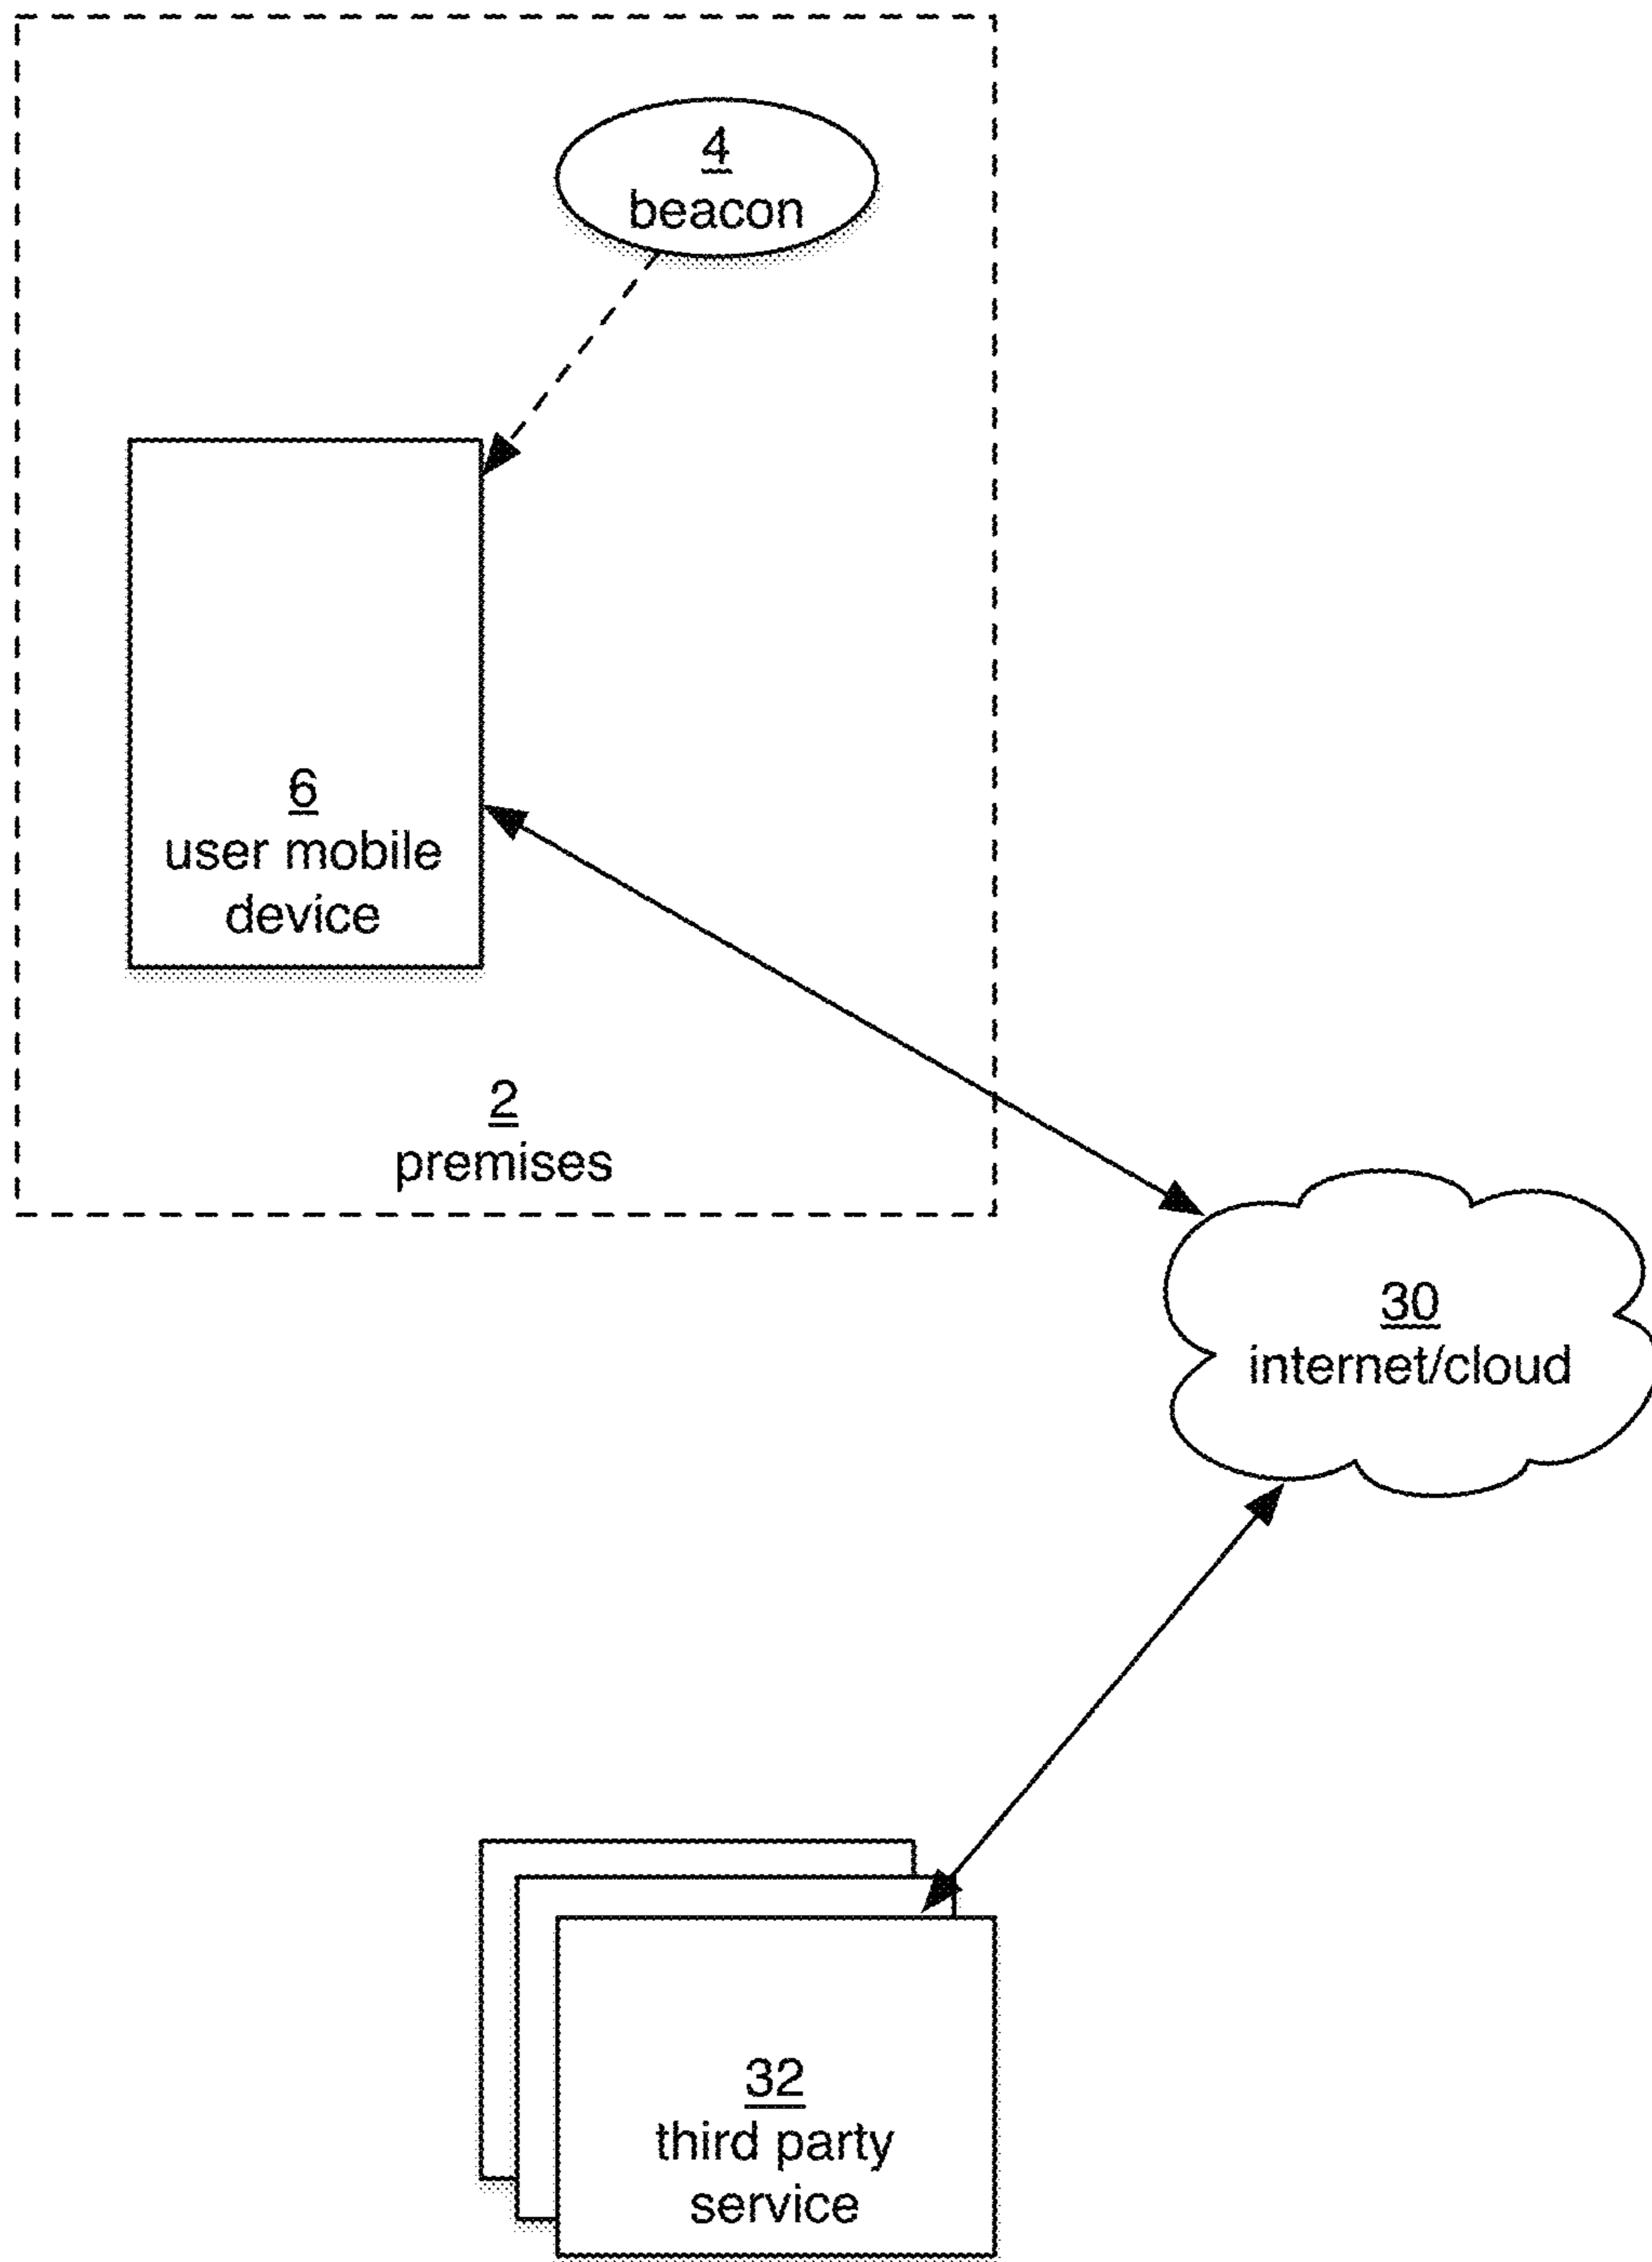 4
beacon
6
user mobile
device
2
premises
30
internet/cloud
32
third party
service